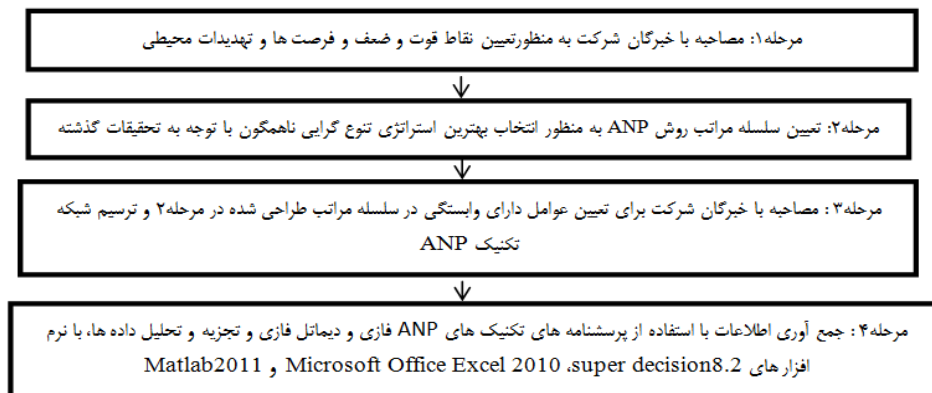 مرحله۱: مصاحبه با خبرگان شرکت به منظورتعیین نقاط قوت و ضعف و فرصت ها و تهدیدات محیطی
مرحله۲: تعیین سلسله مراتب روش ANP به منظور انتخاب بهترین استراتژی تنوع گرایی ناهمگون با توجه به تحقیقات گذشته
مرحله۳: مصاحبه با خبرگان شرکت برای تعیین عوامل دارای وابستگی در سلسله مراتب طراحی شده در مرحله۲ و ترسیم شبکه
تکنیک ANP
مرحله۴: جمع آوری اطلاعات با استفاده از پرسشنامه های تکنیک های ANP فازی و دیماتل فازی و تجزیه و تحلیل داده ها، با نرم
افزارهای Microsoft Office Excel 2010 ،super decision8.2 و Matlab2011